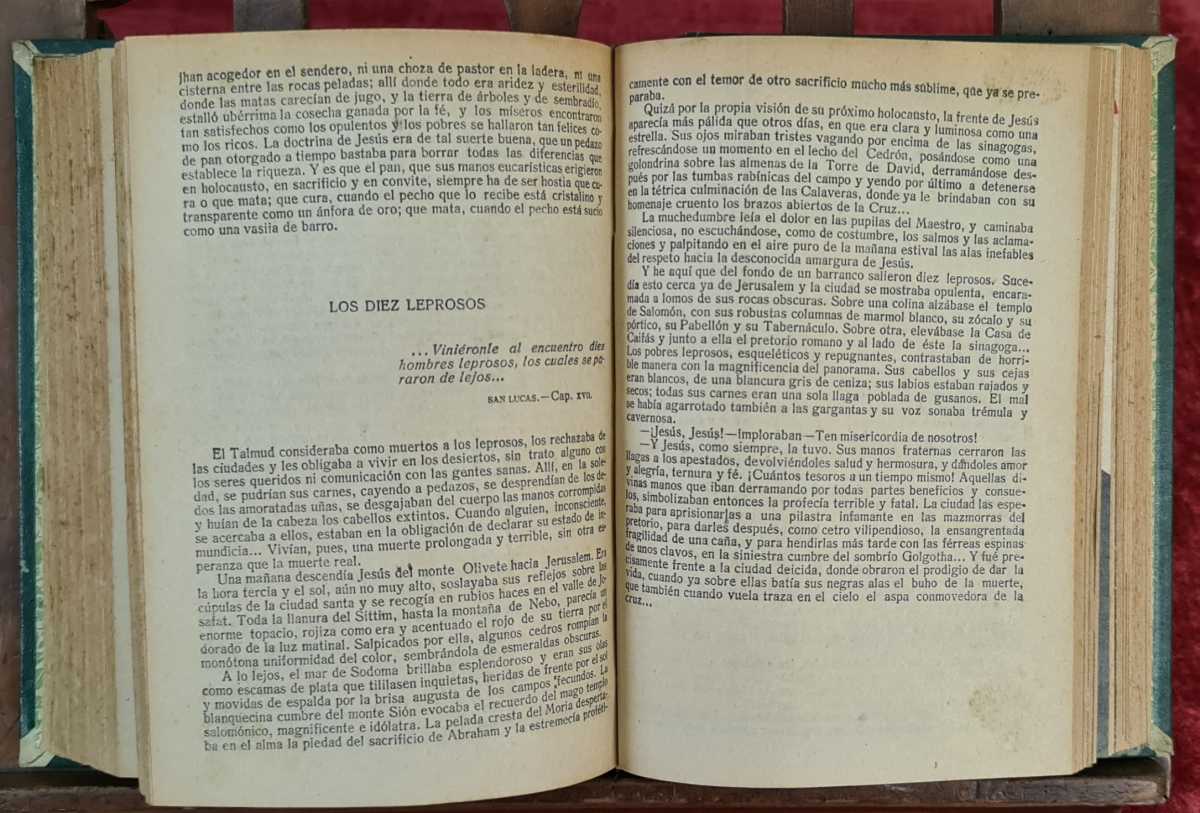 jhan acogedor en el sendero, ni una choza de pastor en la ladera, ni una
cisterna entre las rocas peladas; allí donde todo era aridez y esterilidad,
donde las matas carecían de jugo, y la tierra de árboles y de sembradío,
estalló ubérrima la cosecha ganada por la fé, y los míseros encontraron
tan satisfechos como los opulentos y los pobres se hallaron tan felices co-
mo los ricos. La doctrina de Jesús era de tal suerte buena, que un pedazo
de pan otorgado a tiempo bastaba para borrar todas las diferencias que
establece la riqueza. Y es que el pan, que sus manos eucarísticas erigieron
en holocausto, en sacrificio y en convite, siempre ha de ser hostia que cu-
ra o que mata; que cura, cuando el pecho que lo recibe está cristalino y
transparente como un ánfora de oro; que mata, cuando el pecho está sucio
como una vasija de barro.
LOS DIEZ LEPROSOS
...Viniéronle al encuentro diez
hombres leprosos, los cuales se pa-
raron de lejos...
SAN LUCAS.—Cap. XVII.
El Talmud consideraba como muertos a los leprosos, los rechazaba de
las ciudades y les obligaba a vivir en los desiertos, sin trato alguno con
los seres queridos ni comunicación con las gentes sanas. Allí, en la sole-
dad, se pudrían sus carnes, cayendo a pedazos, se desprendían de los de-
dos las amoratadas uñas, se desgajaban del cuerpo las manos corrompidas
y huían de la cabeza los cabellos extintos. Cuando alguien, inconsciente,
se acercaba a ellos, estaban en la obligación de declarar su estado de in-
mundicia... Vivían, pues, una muerte prolongada y terrible, sin otra es-
peranza que la muerte real.
Una mañana descendía Jesús del monte Olivete hacia Jerusalem. Era
la hora tercia y el sol, aún no muy alto, soslayaba sus reflejos sobre las
cúpulas de la ciudad santa y se recogía en rubios haces en el valle de Jo-
safat. Toda la llanura del Sittim, hasta la montaña de Nebo, parecía un
enorme topacio, rojiza como era y acentuado el rojo de su tierra por el
dorado de la luz matinal. Salpicados por ella, algunos cedros rompían la
monótona uniformidad del color, sembrándola de esmeraldas obscuras.
A lo lejos, el mar de Sodoma brillaba esplendoroso y eran sus olas
como escamas de plata que titilasen inquietas, heridas de frente por el sol
y movidas de espalda por la brisa augusta de los campos fecundos. La
blanquecina cumbre del monte Sión evocaba el recuerdo del mago templo
salomónico, magnificente e idólatra. La pelada cresta del Moria desperta-
ba en el alma la piedad del sacrificio de Abraham y la estremecía proféti-
camente con el temor de otro sacrificio mucho más sublime, que ya se pre-
paraba.
Quizá por la propia visión de su próximo holocausto, la frente de Jesús
aparecía más pálida que otros días, en que era clara y luminosa como una
estrella. Sus ojos miraban tristes vagando por encima de las sinagogas,
refrescándose un momento en el lecho del Cedrón, posándose como una
golondrina sobre las almenas de la Torre de David, derramándose des-
pués por las tumbas rabínicas del campo y yendo por último a detenerse
en la tétrica culminación de las Calaveras, donde ya le brindaban con su
homenaje cruento los brazos abiertos de la Cruz...
La muchedumbre leía el dolor en las pupilas del Maestro, y caminaba
silenciosa, no escuchándose, como de costumbre, los salmos y las aclama-
ciones y palpitando en el aire puro de la mañana estival las alas inefables
del respeto hacia la desconocida amargura de Jesús.
Y he aquí que del fondo de un barranco salieron diez leprosos. Suce-
día esto cerca ya de Jerusalem y la ciudad se mostraba opulenta, encara-
mada a lomos de sus rocas obscuras. Sobre una colina alzábase el templo
de Salomón, con sus robustas columnas de marmol blanco, su zócalo y su
pórtico, su Pabellón y su Tabernáculo. Sobre otra, elevábase la Casa de
Caifás y junto a ella el pretorio romano y al lado de éste la sinagoga...
Los pobres leprosos, esqueléticos y repugnantes, contrastaban de horri-
ble manera con la magnificencia del panorama. Sus cabellos y sus cejas
eran blancos, de una blancura gris de ceniza; sus labios estaban rajados y
secos; todas sus carnes eran una sola llaga poblada de gusanos. El mal
se había agarrotado también a las gargantas y su voz sonaba trémula y
cavernosa.
—¡Jesús, Jesús!—Imploraban—Ten misericordia de nosotros!
—Y Jesús, como siempre, la tuvo. Sus manos fraternas cerraron las
llagas a los apestados, devolviéndoles salud y hermosura, y dándoles amor
y alegría, ternura y fé. ¡Cuántos tesoros a un tiempo mismo! Aquellas di-
vinas manos que iban derramando por todas partes beneficios y consue-
los, simbolizaban entonces la profecía terrible y fatal. La ciudad las espe-
raba para aprisionarlas a una pilastra infamante en las mazmorras del
pretorio, para darles después, como cetro vilipendioso, la ensangrentada
fragilidad de una caña, y para hendirlas más tarde con las férreas espinas
de unos clavos, en la siniestra cumbre del sombrío Golgotha... Y fué pre-
cisamente frente a la ciudad deicida, donde obraron el prodigio de dar la
vida, cuando ya sobre ellas batía sus negras alas el buho de la muerte,
que también cuando vuela traza en el cielo el aspa conmovedora de la
cruz...